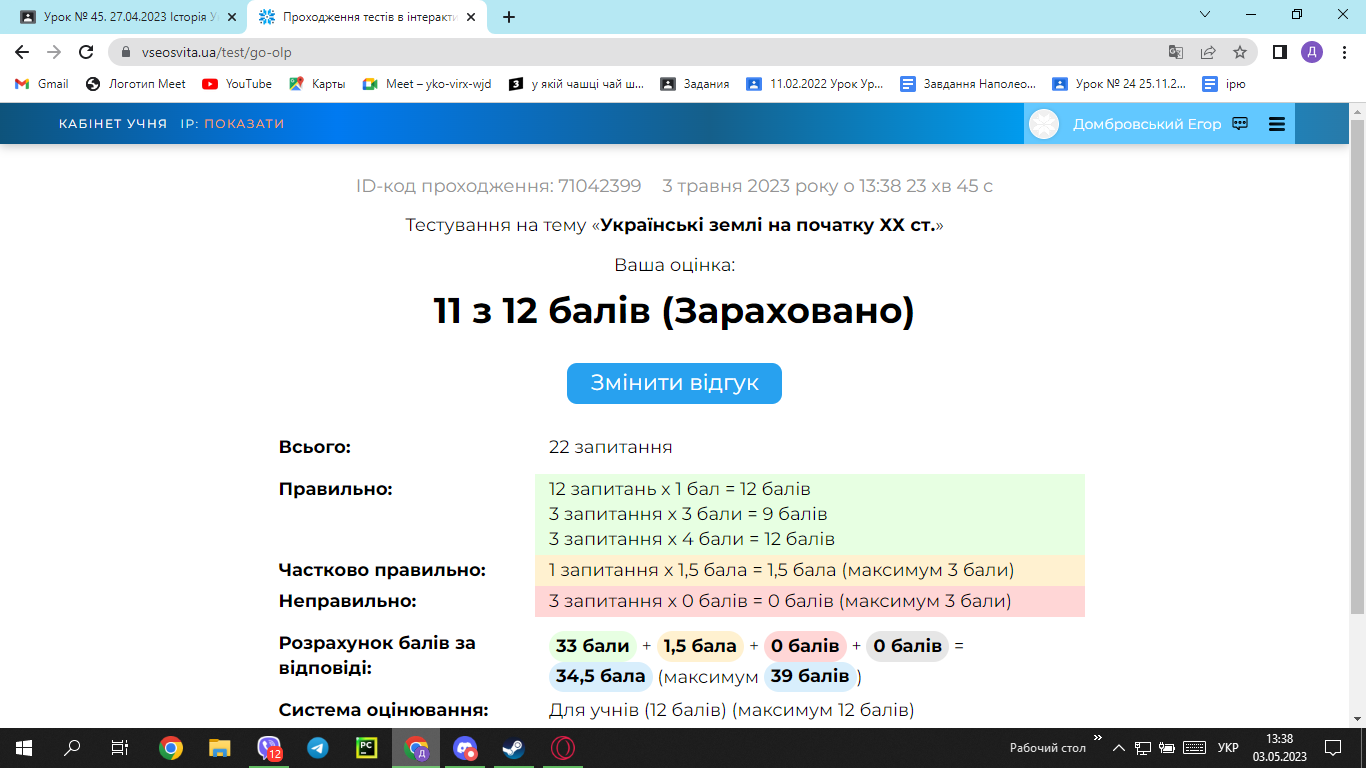 Урок № 45. 27.04.2023 Історія У
Проходження тестів в інтеракти
vseosvita.ua/test/go-olp
Д
Gmail
Логотип Meet
YouTube
Карты
Meet – yko-virx-wjd
у якій чашці чай ш...
Задания
11.02.2022 Урок Ур...
Завдання Наполео...
Урок № 24 25.11.2...
ірю
КАБІНЕТ УЧНЯ IP: ПОКАЗАТИ
Домбровський Егор
ID-код проходження: 71042399 3 травня 2023 року о 13:38 23 хв 45 с
Тестування на тему «Українські землі на початку ХХ ст.»
Ваша оцінка:
11 з 12 балів (Зараховано)
Змінити відгук
Всього: 22 запитання
Правильно: 12 запитань x 1 бал = 12 балів
3 запитання x 3 бали = 9 балів
3 запитання x 4 бали = 12 балів
Частково правильно: 1 запитання x 1,5 бала = 1,5 бала (максимум 3 бали)
Неправильно: 3 запитання x 0 балів = 0 балів (максимум 3 бали)
Розрахунок балів за відповіді: 33 бали + 1,5 бала + 0 балів + 0 балів =
34,5 бала (максимум 39 балів)
Система оцінювання: Для учнів (12 балів) (максимум 12 балів)
12
PC
Д
Рабочий стол
УКР
13:38
03.05.2023